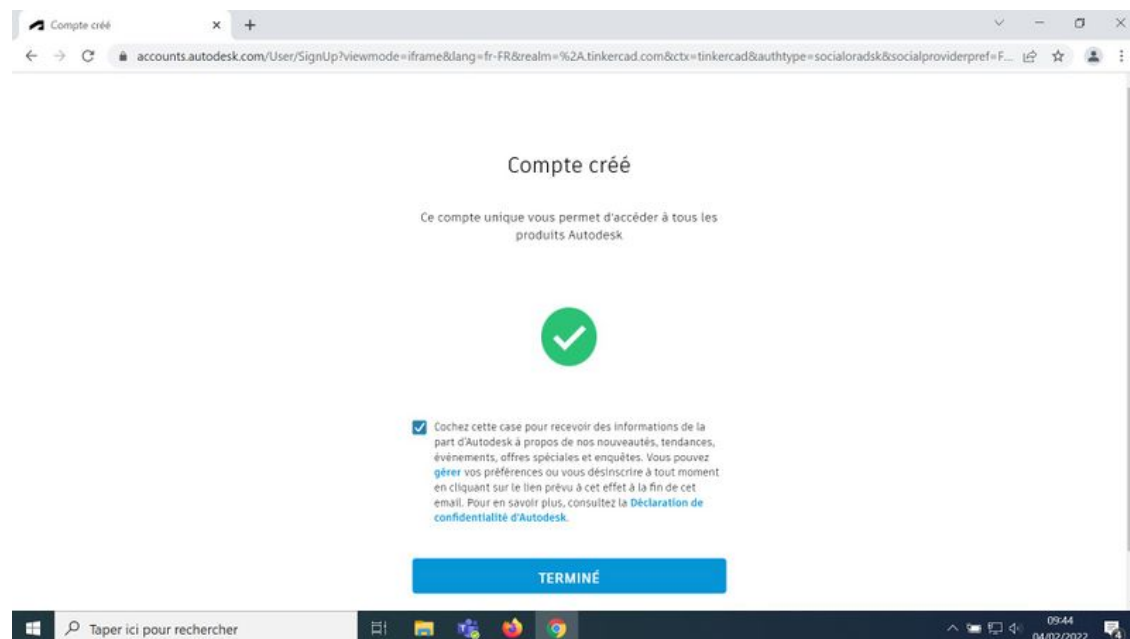 Compte créé
accounts.autodesk.com/User/SignUp?viewmode=iframe&lang=fr-FR&realm=%2A.tinkercad.com&ctx=tinkercad&authtype=socialoradsk&socialproviderpref=F...
Compte créé
Ce compte unique vous permet d'accéder à tous les
produits Autodesk
Cochez cette case pour recevoir des informations de la
part d'Autodesk à propos de nos nouveautés, tendances,
événements, offres spéciales et enquêtes. Vous pouvez
gérer vos préférences ou vous désinscrire à tout moment
en cliquant sur le lien prévu à cet effet à la fin de cet
email. Pour en savoir plus, consultez la Déclaration de
confidentialité d'Autodesk.
TERMINÉ
Taper ici pour rechercher
09:44
04/02/2022
4